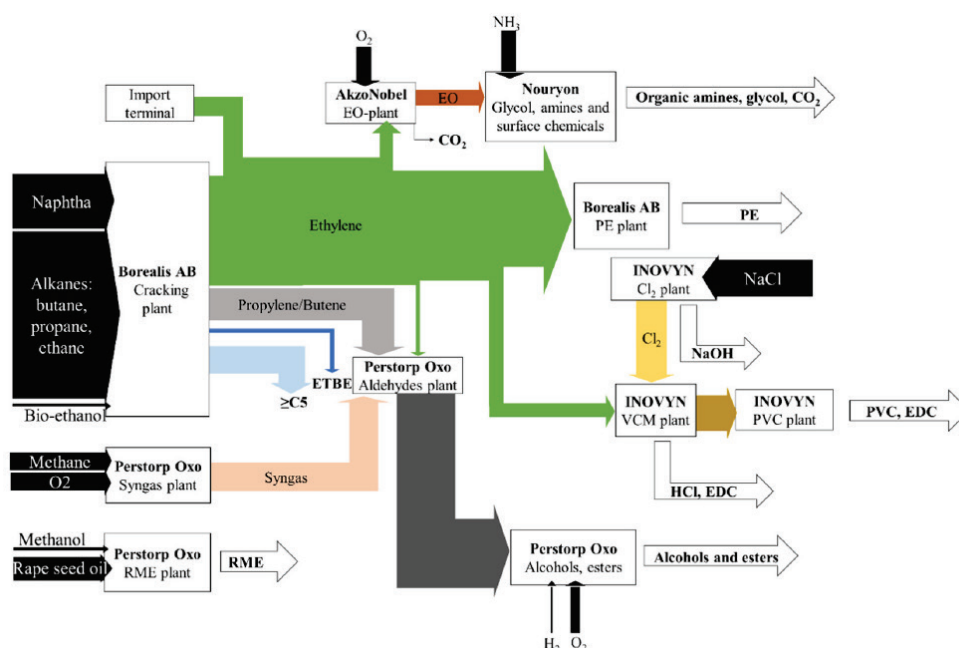 O2
NH3
Import
terminal
AkzoNobel
EO-plant
EO
Nouryon
Glycol, amines and
surface chemicals
Organic amines, glycol, CO2
CO2
Naphtha
Alkanes:
butane,
propane,
ethane
Bio-ethanol
Borealis AB
Cracking
plant
Ethylene
Borealis AB
PE plant
PE
INOVYN
Cl2 plant
NaCl
Propylene/Butene
Cl2
NaOH
ETBE
≥C5
Perstorp Oxo
Aldehydes plant
INOVYN
VCM plant
INOVYN
PVC plant
PVC, EDC
Methane
O2
Perstorp Oxo
Syngas plant
Syngas
HCl, EDC
Methanol
Rape seed oil
Perstorp Oxo
RME plant
RME
Perstorp Oxo
Alcohols, esters
Alcohols and esters
H2
O2